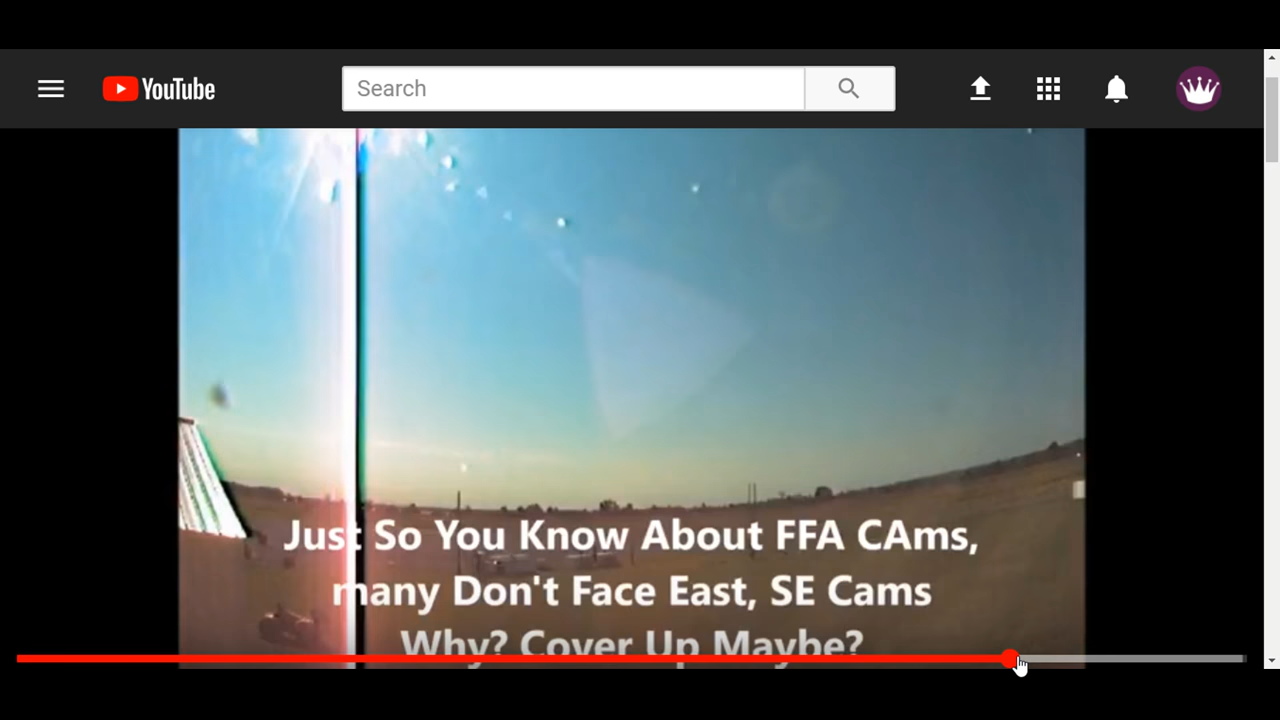 YouTube
Search
Just So You Know About FFA CAms,
many Don't Face East, SE Cams
Why? Cover Up Maybe?